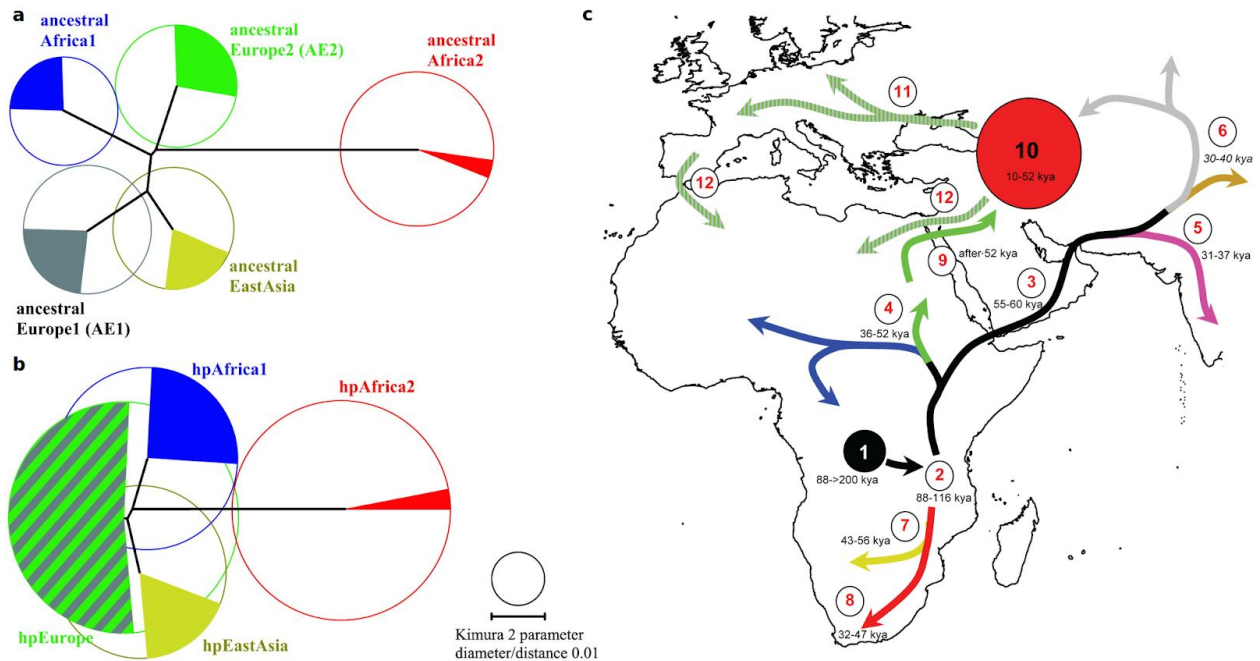 a
ancestral
Africa1
ancestral
Europe2 (AE2)
ancestral
Africa2
ancestral
Europe1 (AE1)
ancestral
EastAsia
b
hpAfrica1
hpAfrica2
hpEurope
hpEastAsia
Kimura 2 parameter
diameter/distance 0.01
c
11
10
10-52 kya
6
30-40 kya
12
12
5
31-37 kya
9
after-52 kya
3
55-60 kya
4
36-52 kya
1
88->200 kya
2
88-116 kya
7
43-56 kya
8
32-47 kya